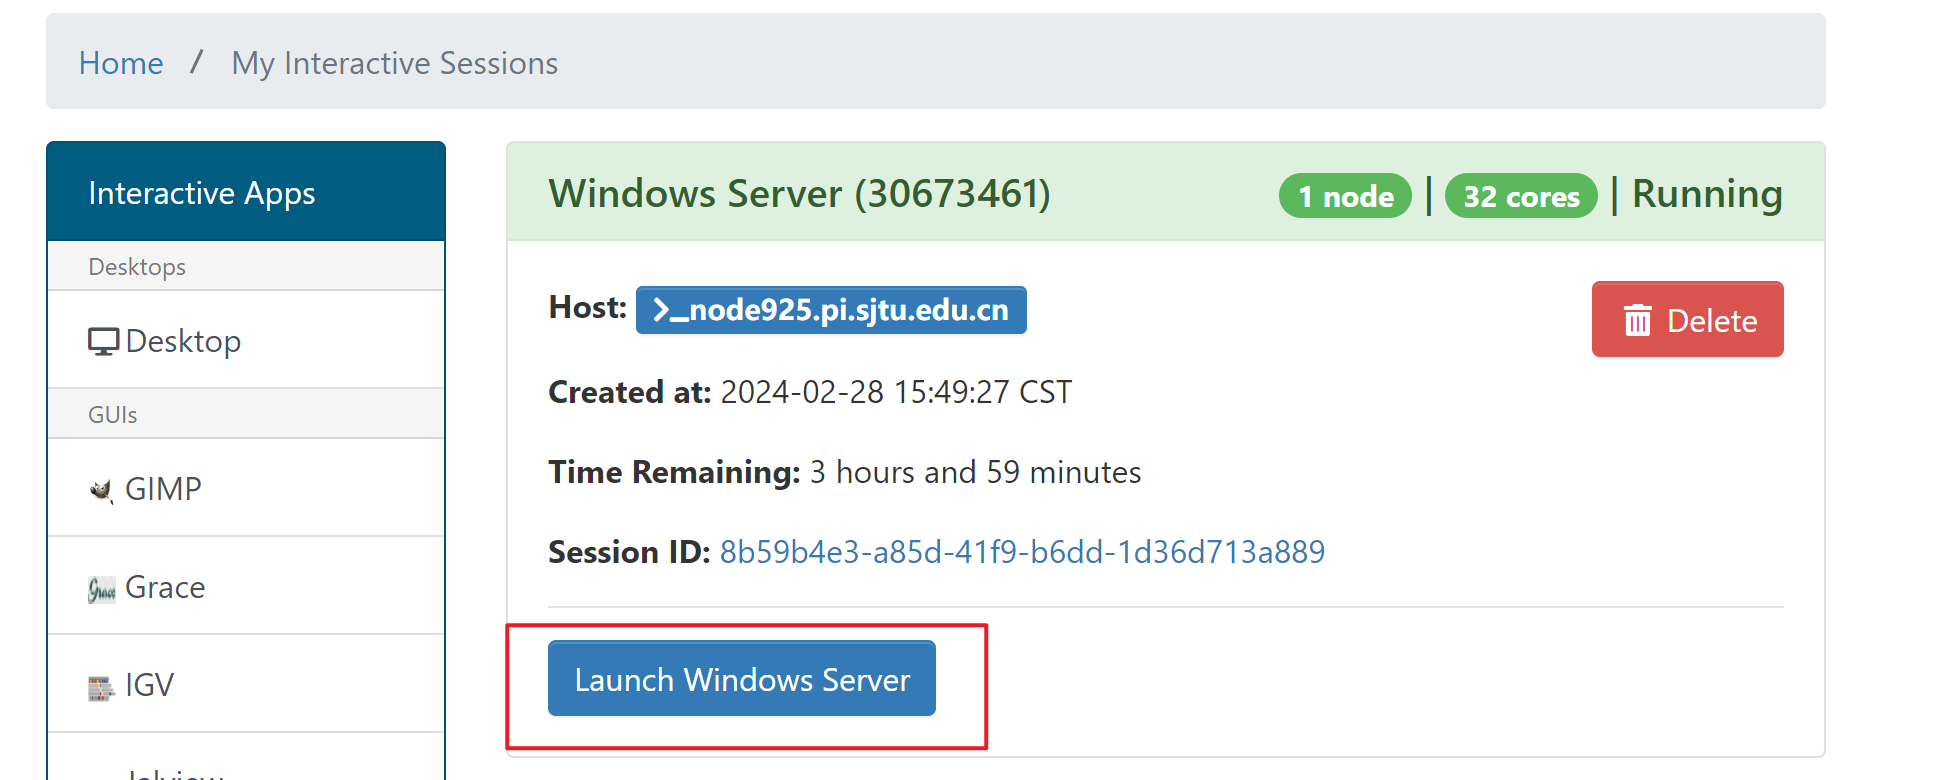 Home / My Interactive Sessions
Interactive Apps
Desktops
Desktop
GUIs
GIMP
Grace
IGV
Windows Server (30673461)
1 node | 32 cores | Running
Host: >_node925.pi.sjtu.edu.cn
Delete
Created at: 2024-02-28 15:49:27 CST
Time Remaining: 3 hours and 59 minutes
Session ID: 8b59b4e3-a85d-41f9-b6dd-1d36d713a889
Launch Windows Server